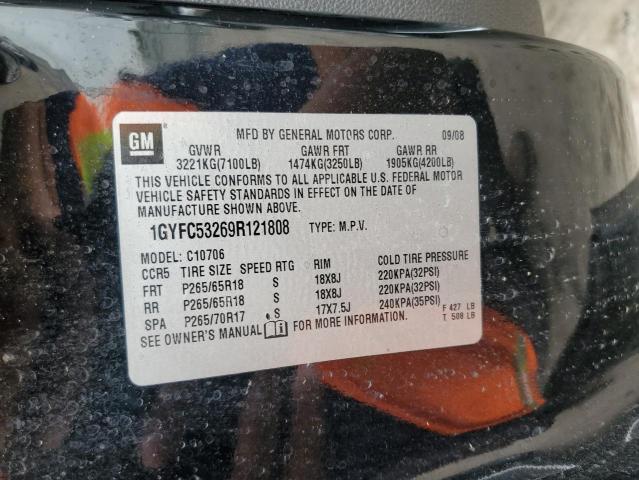 GM ®
MFD BY GENERAL MOTORS CORP. 09/08
GVWR GAWR FRT GAWR RR
3221KG(7100LB) 1474KG(3250LB) 1905KG(4200LB)
THIS VEHICLE CONFORMS TO ALL APPLICABLE U.S. FEDERAL MOTOR
VEHICLE SAFETY STANDARDS IN EFFECT ON THE DATE OF
MANUFACTURE SHOWN ABOVE.
1GYFC53269R121808 TYPE: M.P.V.
C10706
CCR5 TIRE SIZE SPEED RTG RIM COLD TIRE PRESSURE
FRT P265/65R18 S 18X8J 220KPA(32PSI)
RR P265/65R18 S 18X8J 220KPA(32PSI)
SPA P265/70R17 S 17X7.5J 240KPA(35PSI) F 427 LB
SEE OWNER'S MANUAL FOR MORE INFORMATION. T. 508 LB